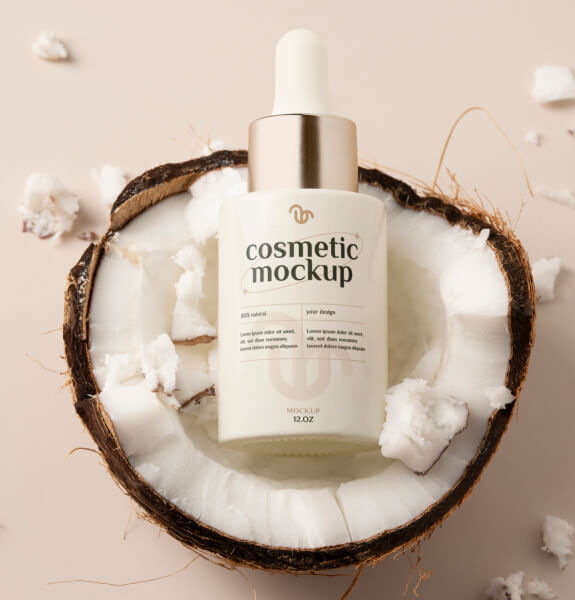 cosmetic
mockup
100% natural
your design
Lorem ipsum dolor sit amet,
elit, sed diam nonummy
laoreet dolore magna aliquam
Lorem ipsum dolor sit amet,
elit, sed diam nonummy
laoreet dolore magna aliquam
MOCKUP
12.OZ